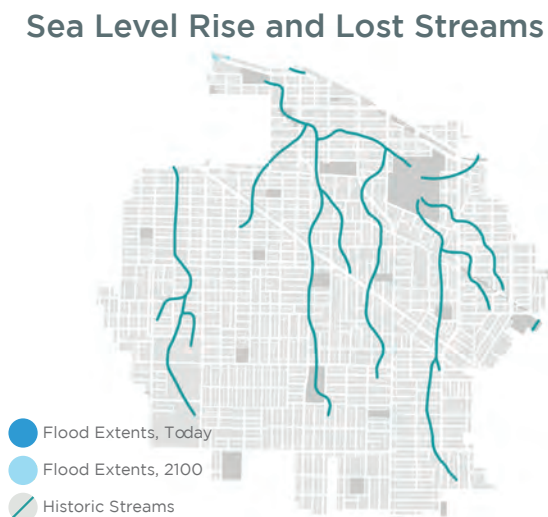 Sea Level Rise and Lost Streams
Flood Extents, Today
Flood Extents, 2100
Historic Streams